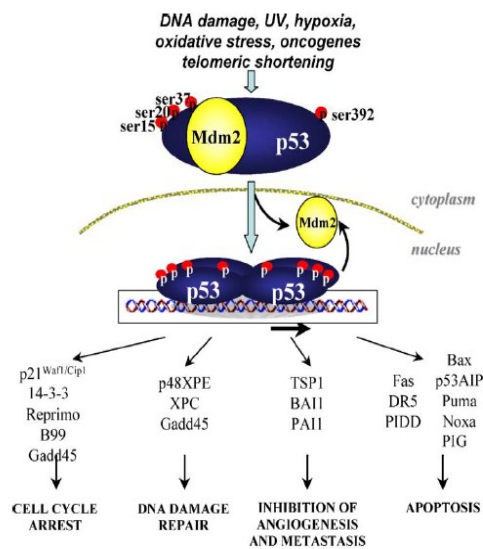 DNA damage, UV, hypoxia,
oxidative stress, oncogenes
telomeric shortening
ser37
ser20
ser15
p
p
p
Mdm2
p53
p
ser392
cytoplasm
Mdm2
nucleus
p p p p
p p p p
p53 p53
p21Waf1/Cip1
14-3-3
Reprimo
B99
Gadd45
p48XPE
XPC
Gadd45
TSP1
BAI1
PAI1
Fas
DR5
PIDD
Bax
p53AIP
Puma
Noxa
PIG
CELL CYCLE
ARREST
DNA DAMAGE
REPAIR
INHIBITION OF
ANGIOGENESIS
AND METASTASIS
APOPTOSIS